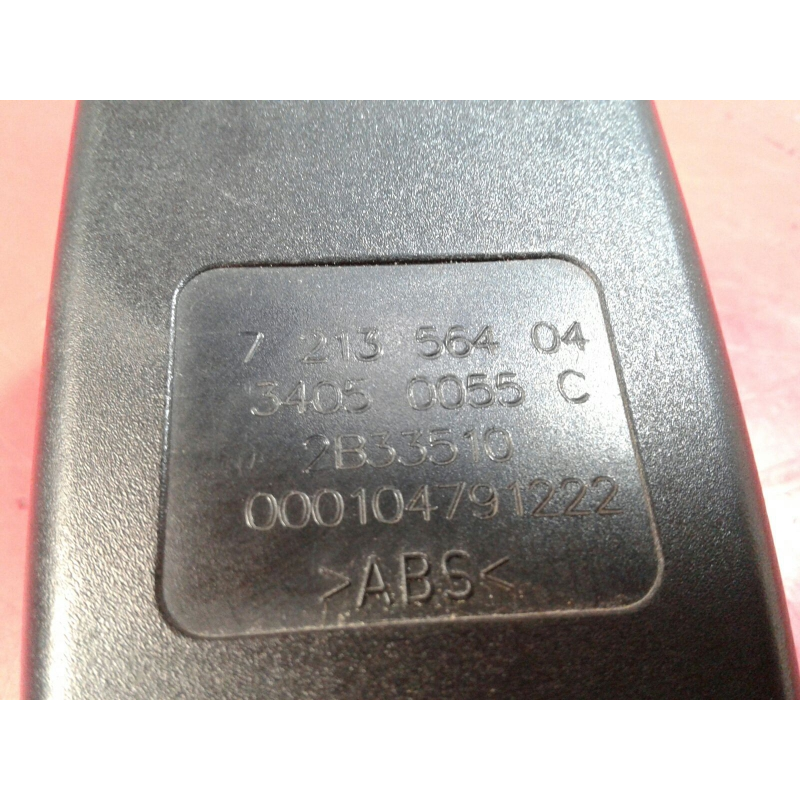 7 213 564 04
3405 0055 C
2B33510
000104791222
>ABS<